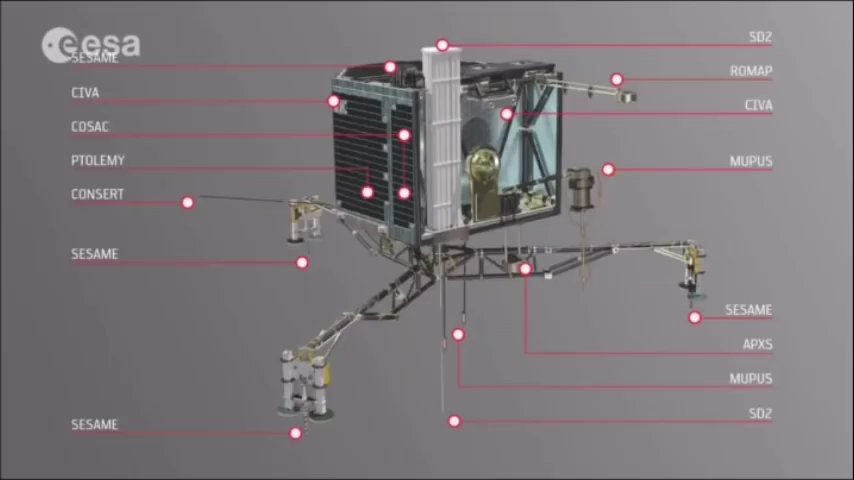 esa
SESAME
CIVA
COSAC
PTOLEMY
CONSERT
SESAME
SESAME
SD2
ROMAP
CIVA
MUPUS
SESAME
APXS
MUPUS
SD2